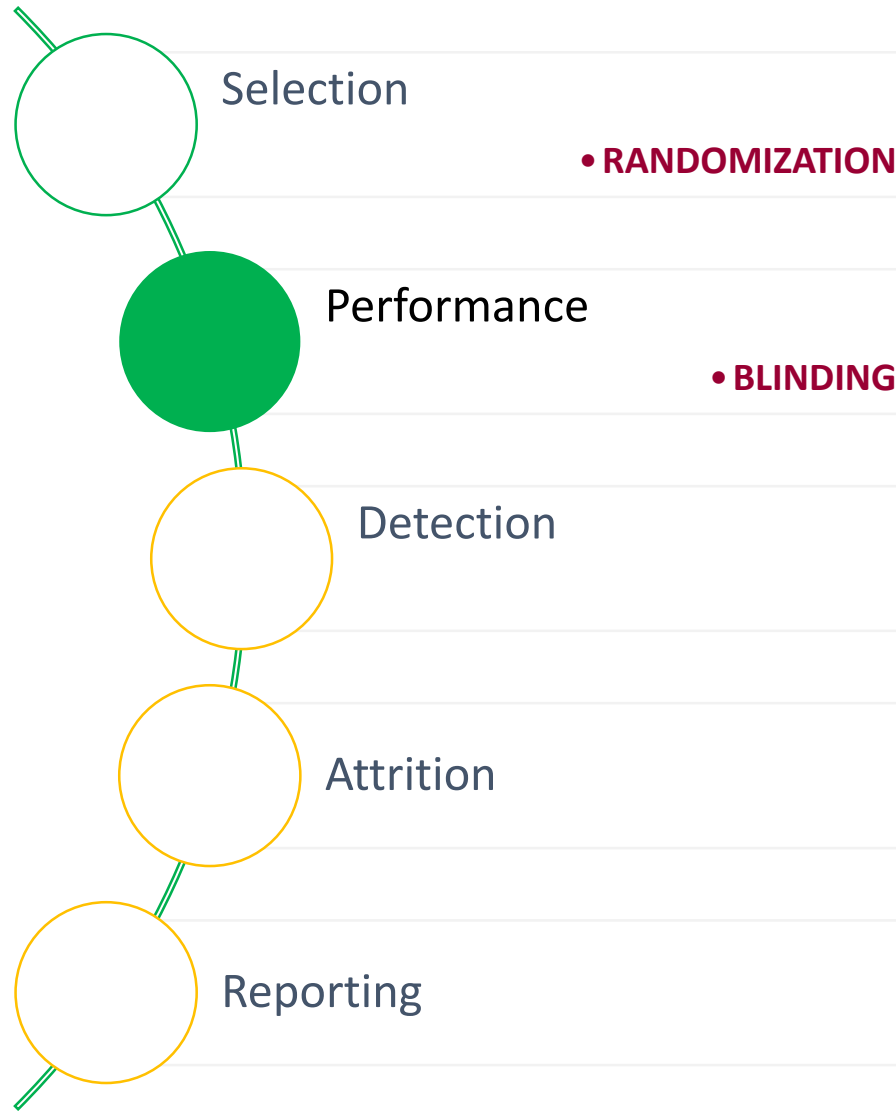 Selection
• RANDOMIZATION
Performance
• BLINDING
Detection
Attrition
Reporting